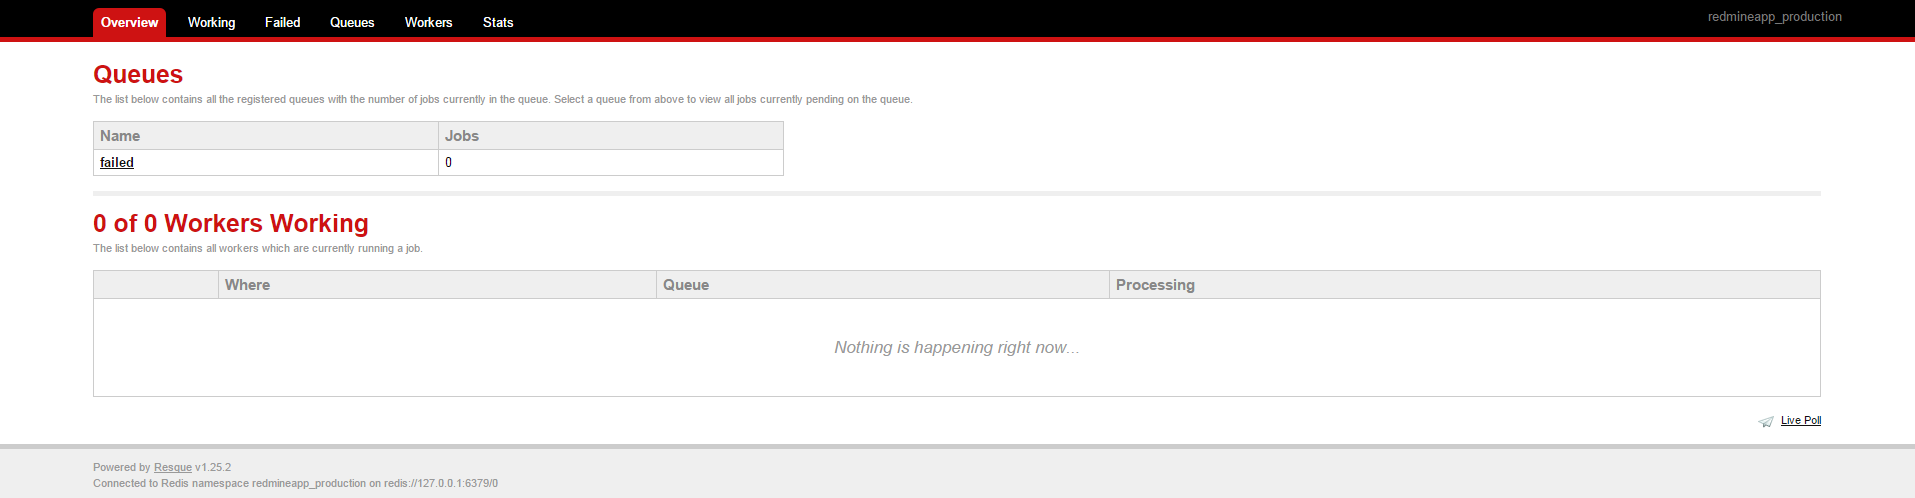 Overview Working Failed Queues Workers Stats redmineapp_production
Queues
The list below contains all the registered queues with the number of jobs currently in the queue. Select a queue from above to view all jobs currently pending on the queue.
Name Jobs
failed 0
0 of 0 Workers Working
The list below contains all workers which are currently running a job.
Where Queue Processing
Nothing is happening right now...
Live Poll
Powered by Resque v1.25.2
Connected to Redis namespace redmineapp_production on redis://127.0.0.1:6379/0